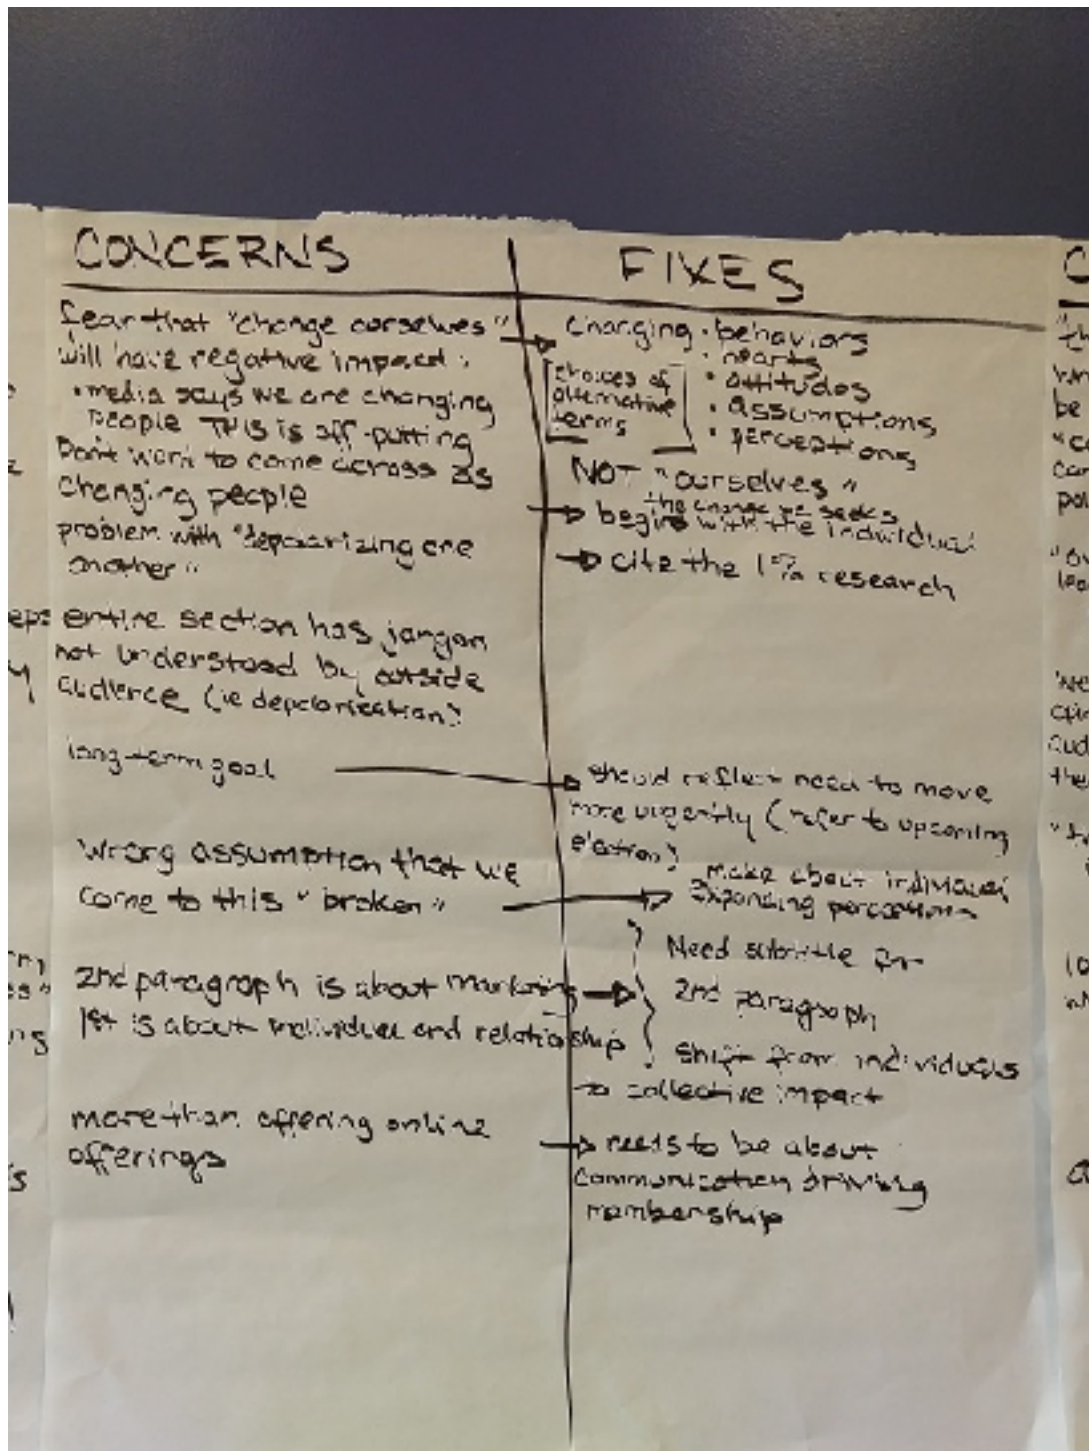 CONCERNS
fear that "change ourselves"
will have negative impact.
• media says we are changing
people THIS is off-putting
Don't want to come across as
changing people
problem with "depolarizing one
another"
entire section has jargon
not understood by outside
audience (ie depolarization)
long-term goal
wrong assumption that we
come to this "broken"
2nd paragraph is about marketing
1st is about individual and relationship
more than offering online
offerings
FIXES
changing • behaviors
• hearts
[choices of
alternative
terms]
• attitudes
• assumptions
• perceptions
NOT "ourselves"
the change we seeks
begins with the individual
cite the 1% research
should reflect need to move
more urgently (refer to upcoming
election)
make about individual
expanding perceptions
Need subtitle for
2nd paragraph
shift from individuals
to collective impact
needs to be about
communication driving
membership